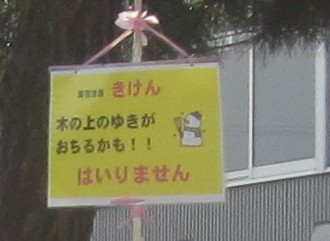 きけん
木の上のゆきが
おちるかも！！
はいりません